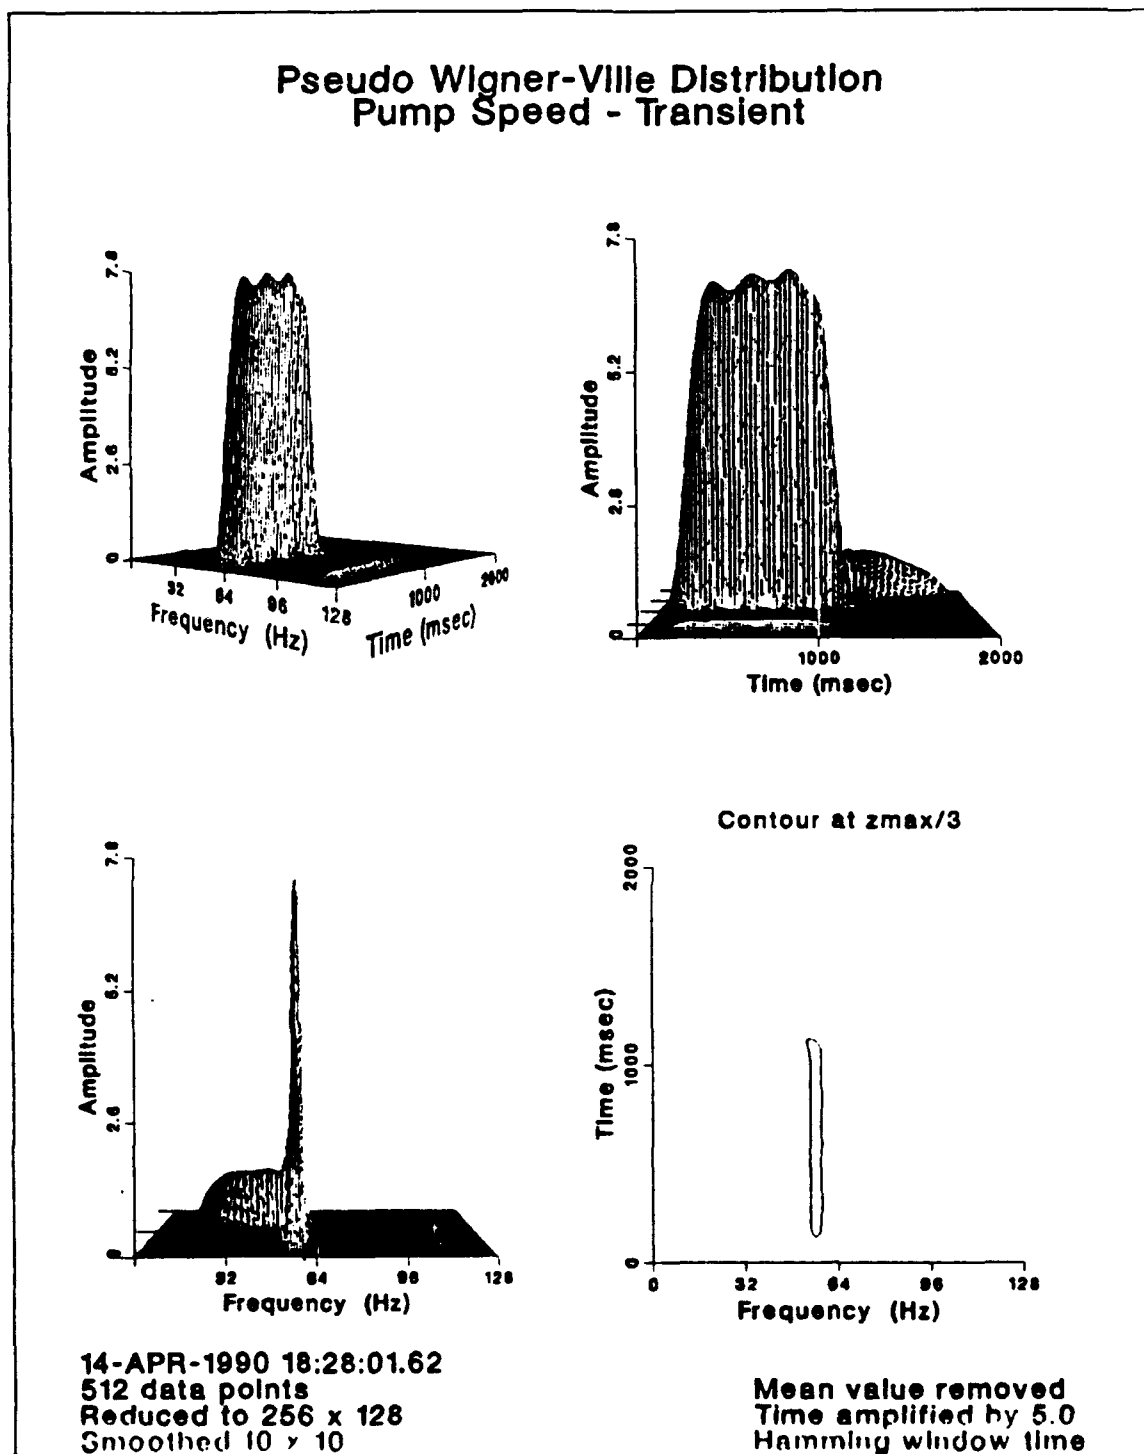 Pseudo Wigner-Ville Distribution
Pump Speed - Transient
7.8
5.2
2.6
0
Amplitude
32
64
96
128
Frequency (Hz)
1000
2000
Time (msec)
7.8
5.2
2.6
0
Amplitude
1000
2000
Time (msec)
7.8
5.2
2.6
0
Amplitude
32
64
96
128
Frequency (Hz)
Contour at zmax/3
2000
1000
0
Time (msec)
0
32
64
96
128
Frequency (Hz)
14-APR-1990 18:28:01.62
512 data points
Reduced to 256 x 128
Smoothed 10 x 10
Mean value removed
Time amplified by 5.0
Hamming window time